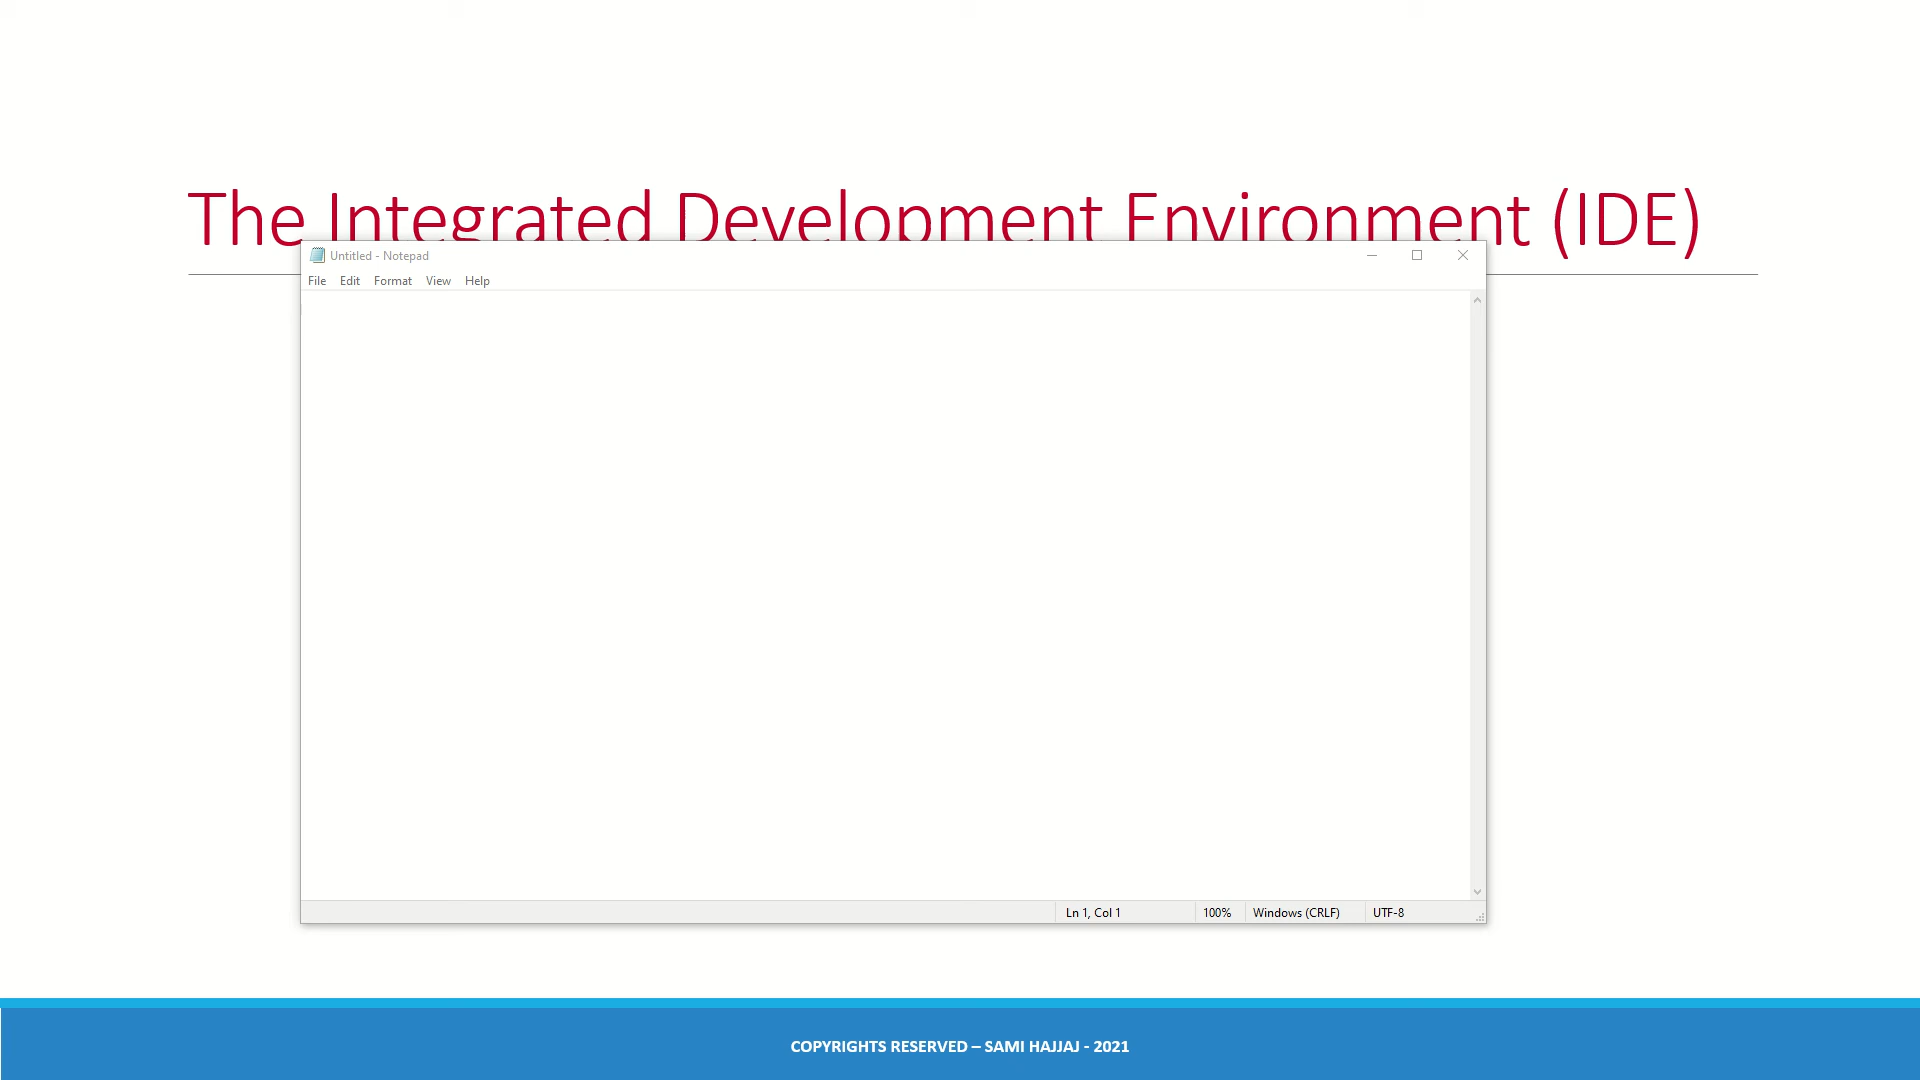 The Integrated Development Environment (IDE)
Untitled - Notepad
File Edit Format View Help
Ln 1, Col 1 100% Windows (CRLF) UTF-8
COPYRIGHTS RESERVED – SAMI HAJJAJ - 2021